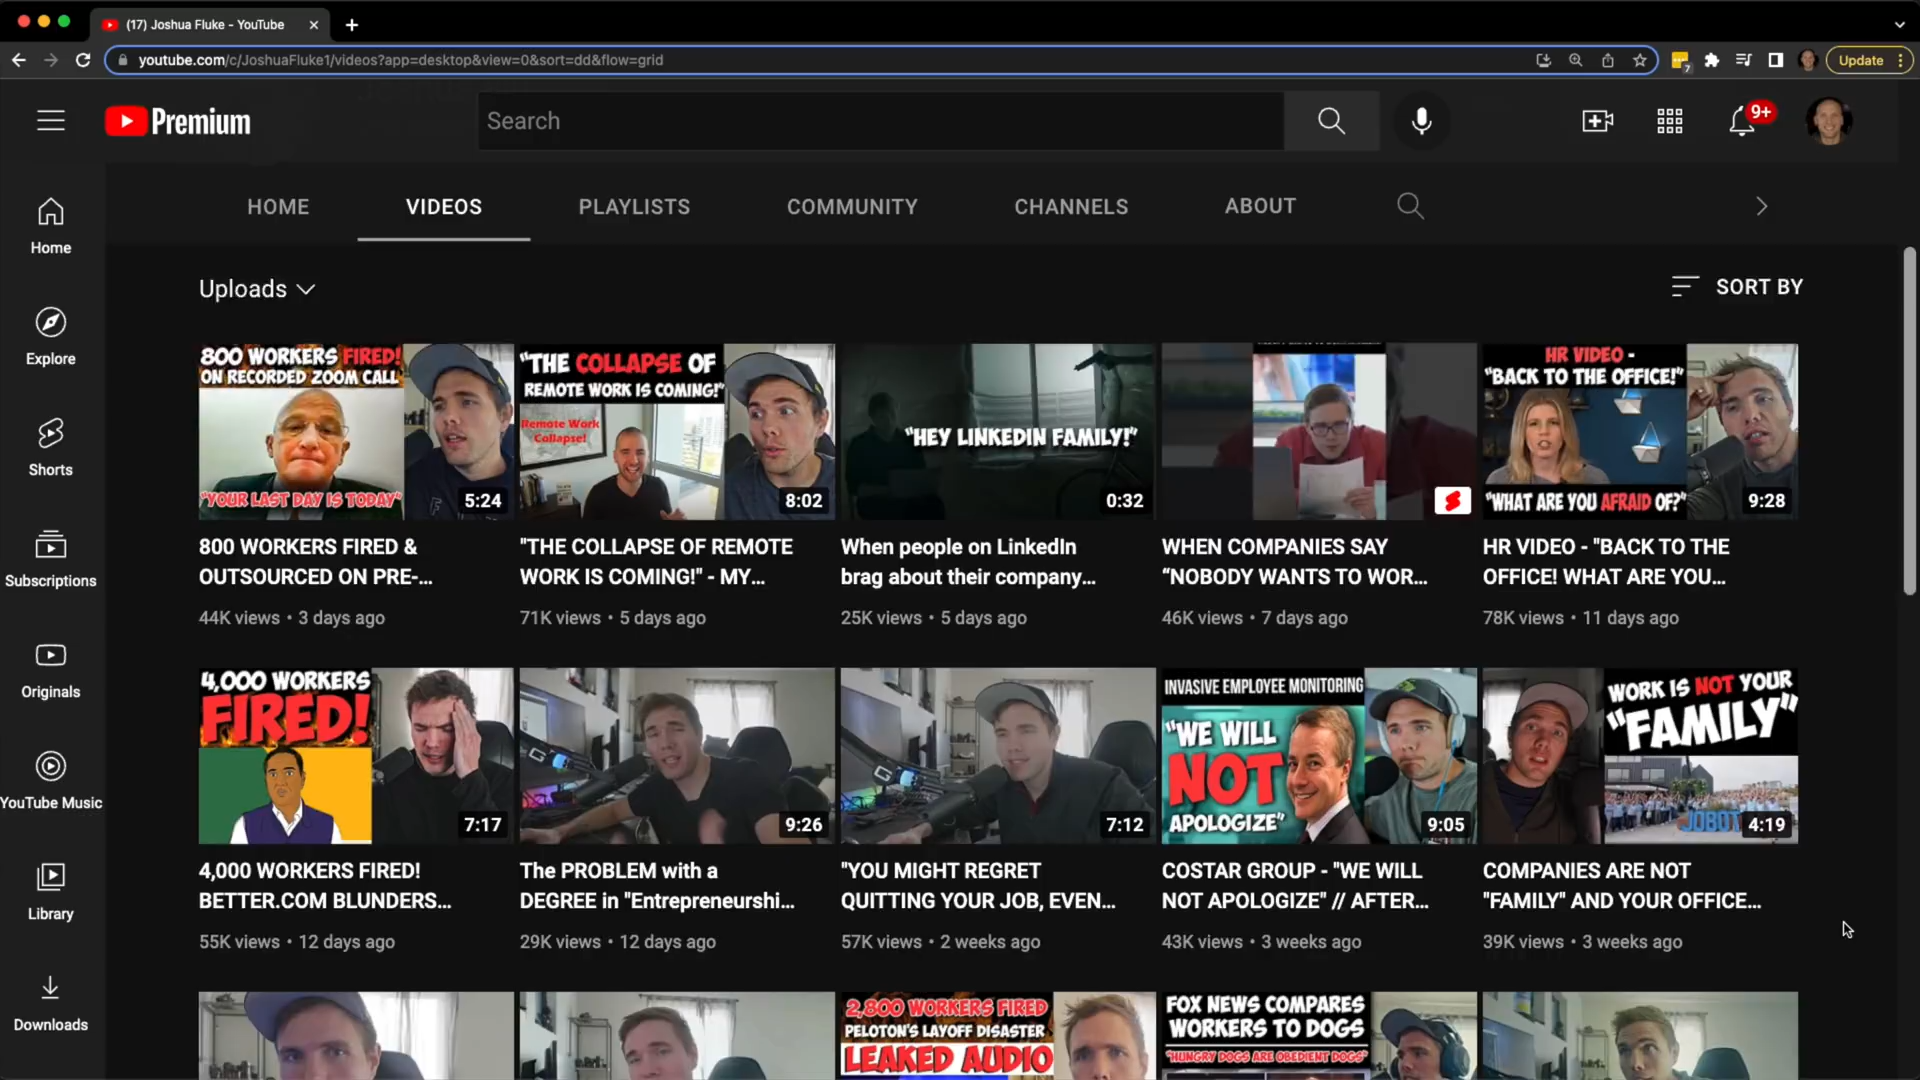 (17) Joshua Fluke - YouTube
youtube.com/c/JoshuaFluke1/videos?app=desktop&view=0&sort=dd&flow=grid
7
Update
Premium
Search
9+
HOME
VIDEOS
PLAYLISTS
COMMUNITY
CHANNELS
ABOUT
Home
Explore
Shorts
Subscriptions
Originals
YouTube Music
Library
Downloads
Uploads
SORT BY
800 WORKERS FIRED!
ON RECORDED ZOOM CALL
"YOUR LAST DAY IS TODAY"
5:24
800 WORKERS FIRED &
OUTSOURCED ON PRE-...
44K views • 3 days ago
"THE COLLAPSE OF
REMOTE WORK IS COMING!"
Remote Work
Collapse!
8:02
"THE COLLAPSE OF REMOTE
WORK IS COMING!" - MY...
71K views • 5 days ago
"HEY LINKEDIN FAMILY!"
0:32
When people on LinkedIn
brag about their company...
25K views • 5 days ago
WHEN COMPANIES SAY
“NOBODY WANTS TO WOR...
46K views • 7 days ago
HR VIDEO -
"BACK TO THE OFFICE!"
"WHAT ARE YOU AFRAID OF?"
9:28
HR VIDEO - "BACK TO THE
OFFICE! WHAT ARE YOU...
78K views • 11 days ago
4,000 WORKERS
FIRED!
7:17
4,000 WORKERS FIRED!
BETTER.COM BLUNDERS...
55K views • 12 days ago
9:26
The PROBLEM with a
DEGREE in "Entrepreneurshi...
29K views • 12 days ago
7:12
"YOU MIGHT REGRET
QUITTING YOUR JOB, EVEN...
57K views • 2 weeks ago
INVASIVE EMPLOYEE MONITORING
"WE WILL
NOT
APOLOGIZE"
9:05
COSTAR GROUP - "WE WILL
NOT APOLOGIZE" // AFTER...
43K views • 3 weeks ago
WORK IS NOT YOUR
"FAMILY"
JOBOT
4:19
COMPANIES ARE NOT
"FAMILY" AND YOUR OFFICE...
39K views • 3 weeks ago
2,800 WORKERS FIRED
PELOTON'S LAYOFF DISASTER
LEAKED AUDIO
FOX NEWS COMPARES
WORKERS TO DOGS
"HUNGRY DOGS ARE OBEDIENT DOGS"